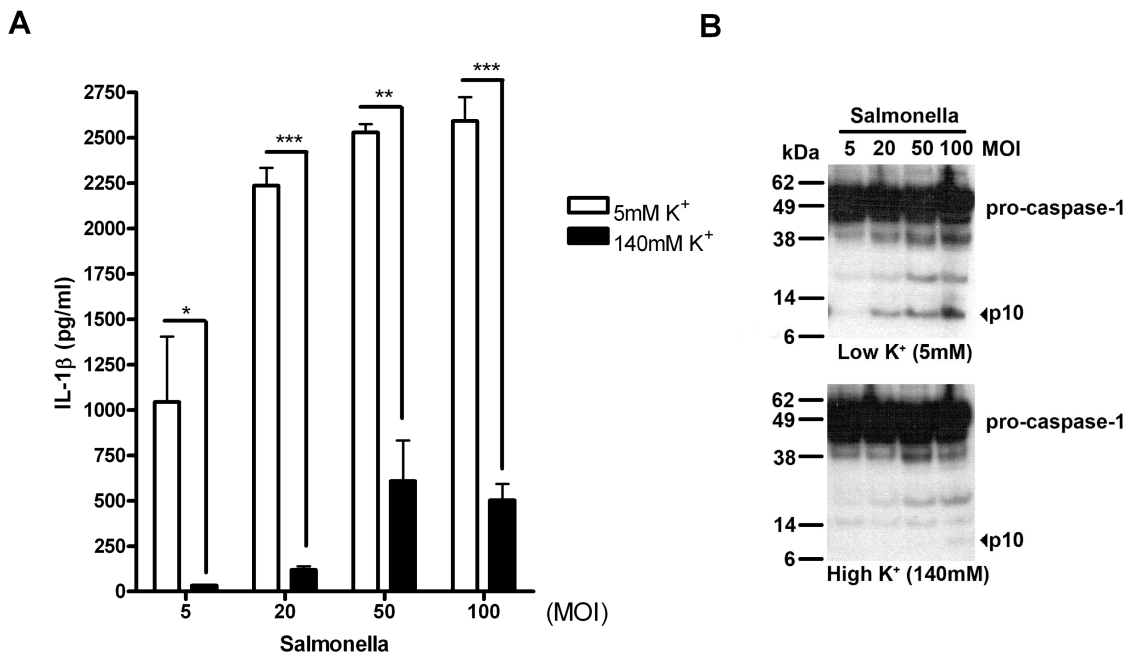 A
2750
2500
2250
2000
1750
1500
1250
1000
750
500
250
0
IL-1β (pg/ml)
*
***
**
***
5mM K⁺
140mM K⁺
5 20 50 100 (MOI)
Salmonella
B
Salmonella
kDa 5 20 50 100 MOI
62
49 pro-caspase-1
38
14
p10
6
Low K⁺ (5mM)
62
49 pro-caspase-1
38
14
p10
6
High K⁺ (140mM)